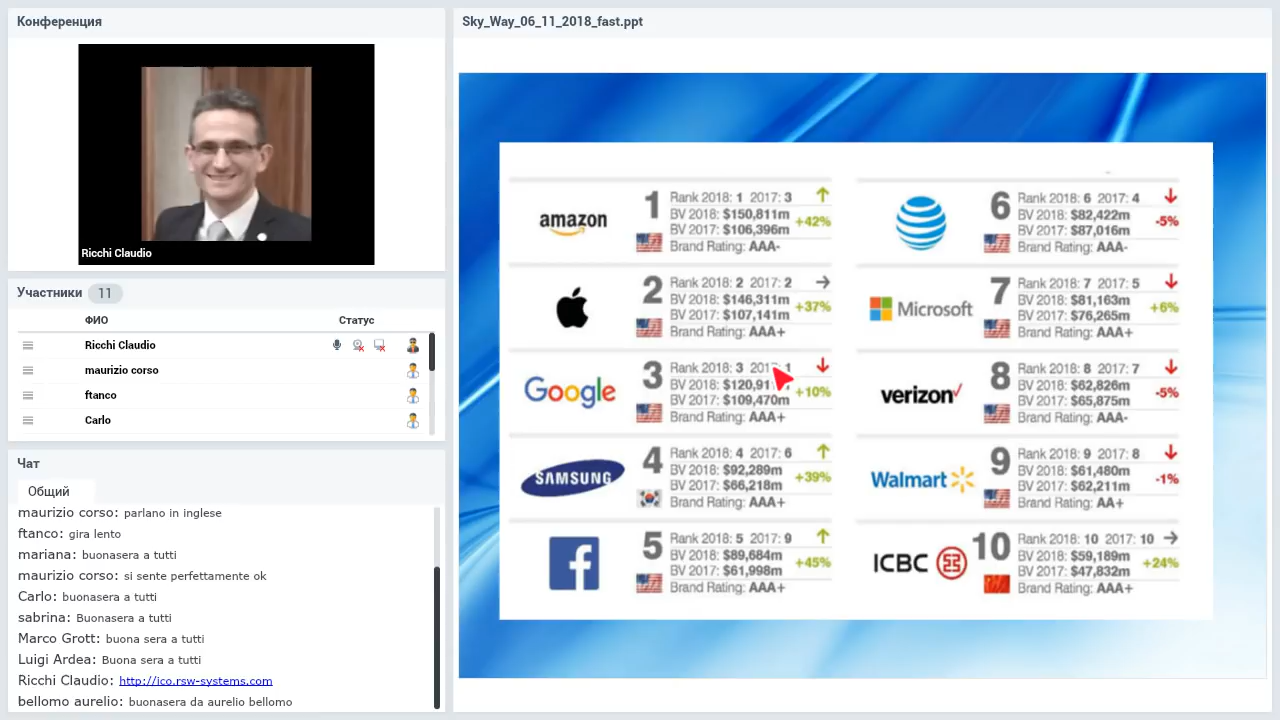 Конференция
Ricchi Claudio
Участники 11
ФИО Статус
Ricchi Claudio
maurizio corso
ftanco
Carlo
Чат
Общий
maurizio corso: parlano in inglese
ftanco: gira lento
mariana: buonasera a tutti
maurizio corso: si sente perfettamente ok
Carlo: buonasera a tutti
sabrina: Buonasera a tutti
Marco Grott: buona sera a tutti
Luigi Ardea: Buona sera a tutti
Ricchi Claudio: http://ico.rsw-systems.com
bellomo aurelio: buonasera da aurelio bellomo
Sky_Way_06_11_2018_fast.ppt
amazon
1
Rank 2018: 1 2017: 3
BV 2018: $150,811m
BV 2017: $106,396m
+42%
Brand Rating: AAA-
2
Rank 2018: 2 2017: 2
BV 2018: $146,311m
BV 2017: $107,141m
+37%
Brand Rating: AAA+
Google
3
Rank 2018: 3 1
BV 2018:
BV 2017: $109,470m
+10%
Brand Rating: AAA+
SAMSUNG
4
Rank 2018: 4 2017: 6
BV 2018: $92,289m
BV 2017: $66,218m
+39%
Brand Rating: AAA+
f
5
Rank 2018: 5 2017: 9
BV 2018: $89,684m
BV 2017: $61,998m
+45%
Brand Rating: AAA+
6
Rank 2018: 6 2017: 4
BV 2018: $82,422m
BV 2017: $87,016m
-5%
Brand Rating: AAA-
Microsoft
7
Rank 2018: 7 2017: 5
BV 2018: $81,163m
BV 2017: $76,265m
+6%
Brand Rating: AAA+
verizon
8
Rank 2018: 8 2017: 7
BV 2018: $62,826m
BV 2017: $65,875m
-5%
Brand Rating: AAA-
Walmart
9
Rank 2018: 9 2017: 8
BV 2018: $61,480m
BV 2017: $62,211m
-1%
Brand Rating: AA+
ICBC
10
Rank 2018: 10 2017: 10
BV 2018: $59,189m
BV 2017: $47,832m
+24%
Brand Rating: AAA+